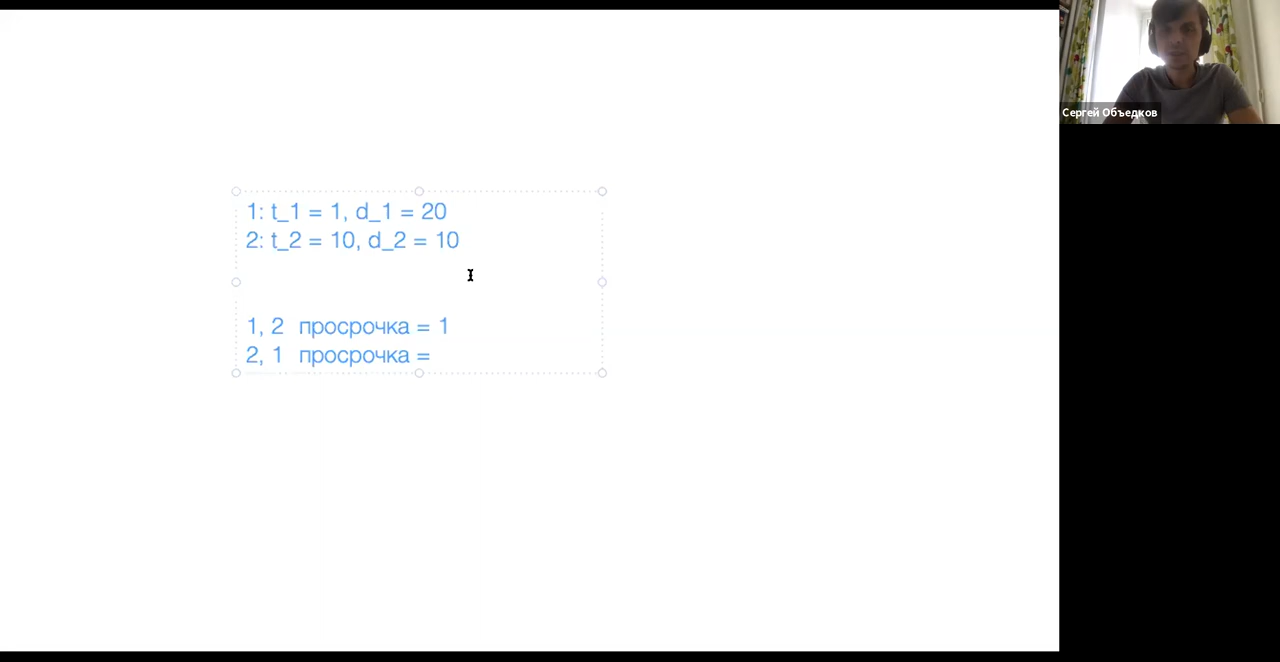 1: t_1 = 1, d_1 = 20
2: t_2 = 10, d_2 = 10
1, 2 просрочка = 1
2, 1 просрочка =
Сергей Объедков